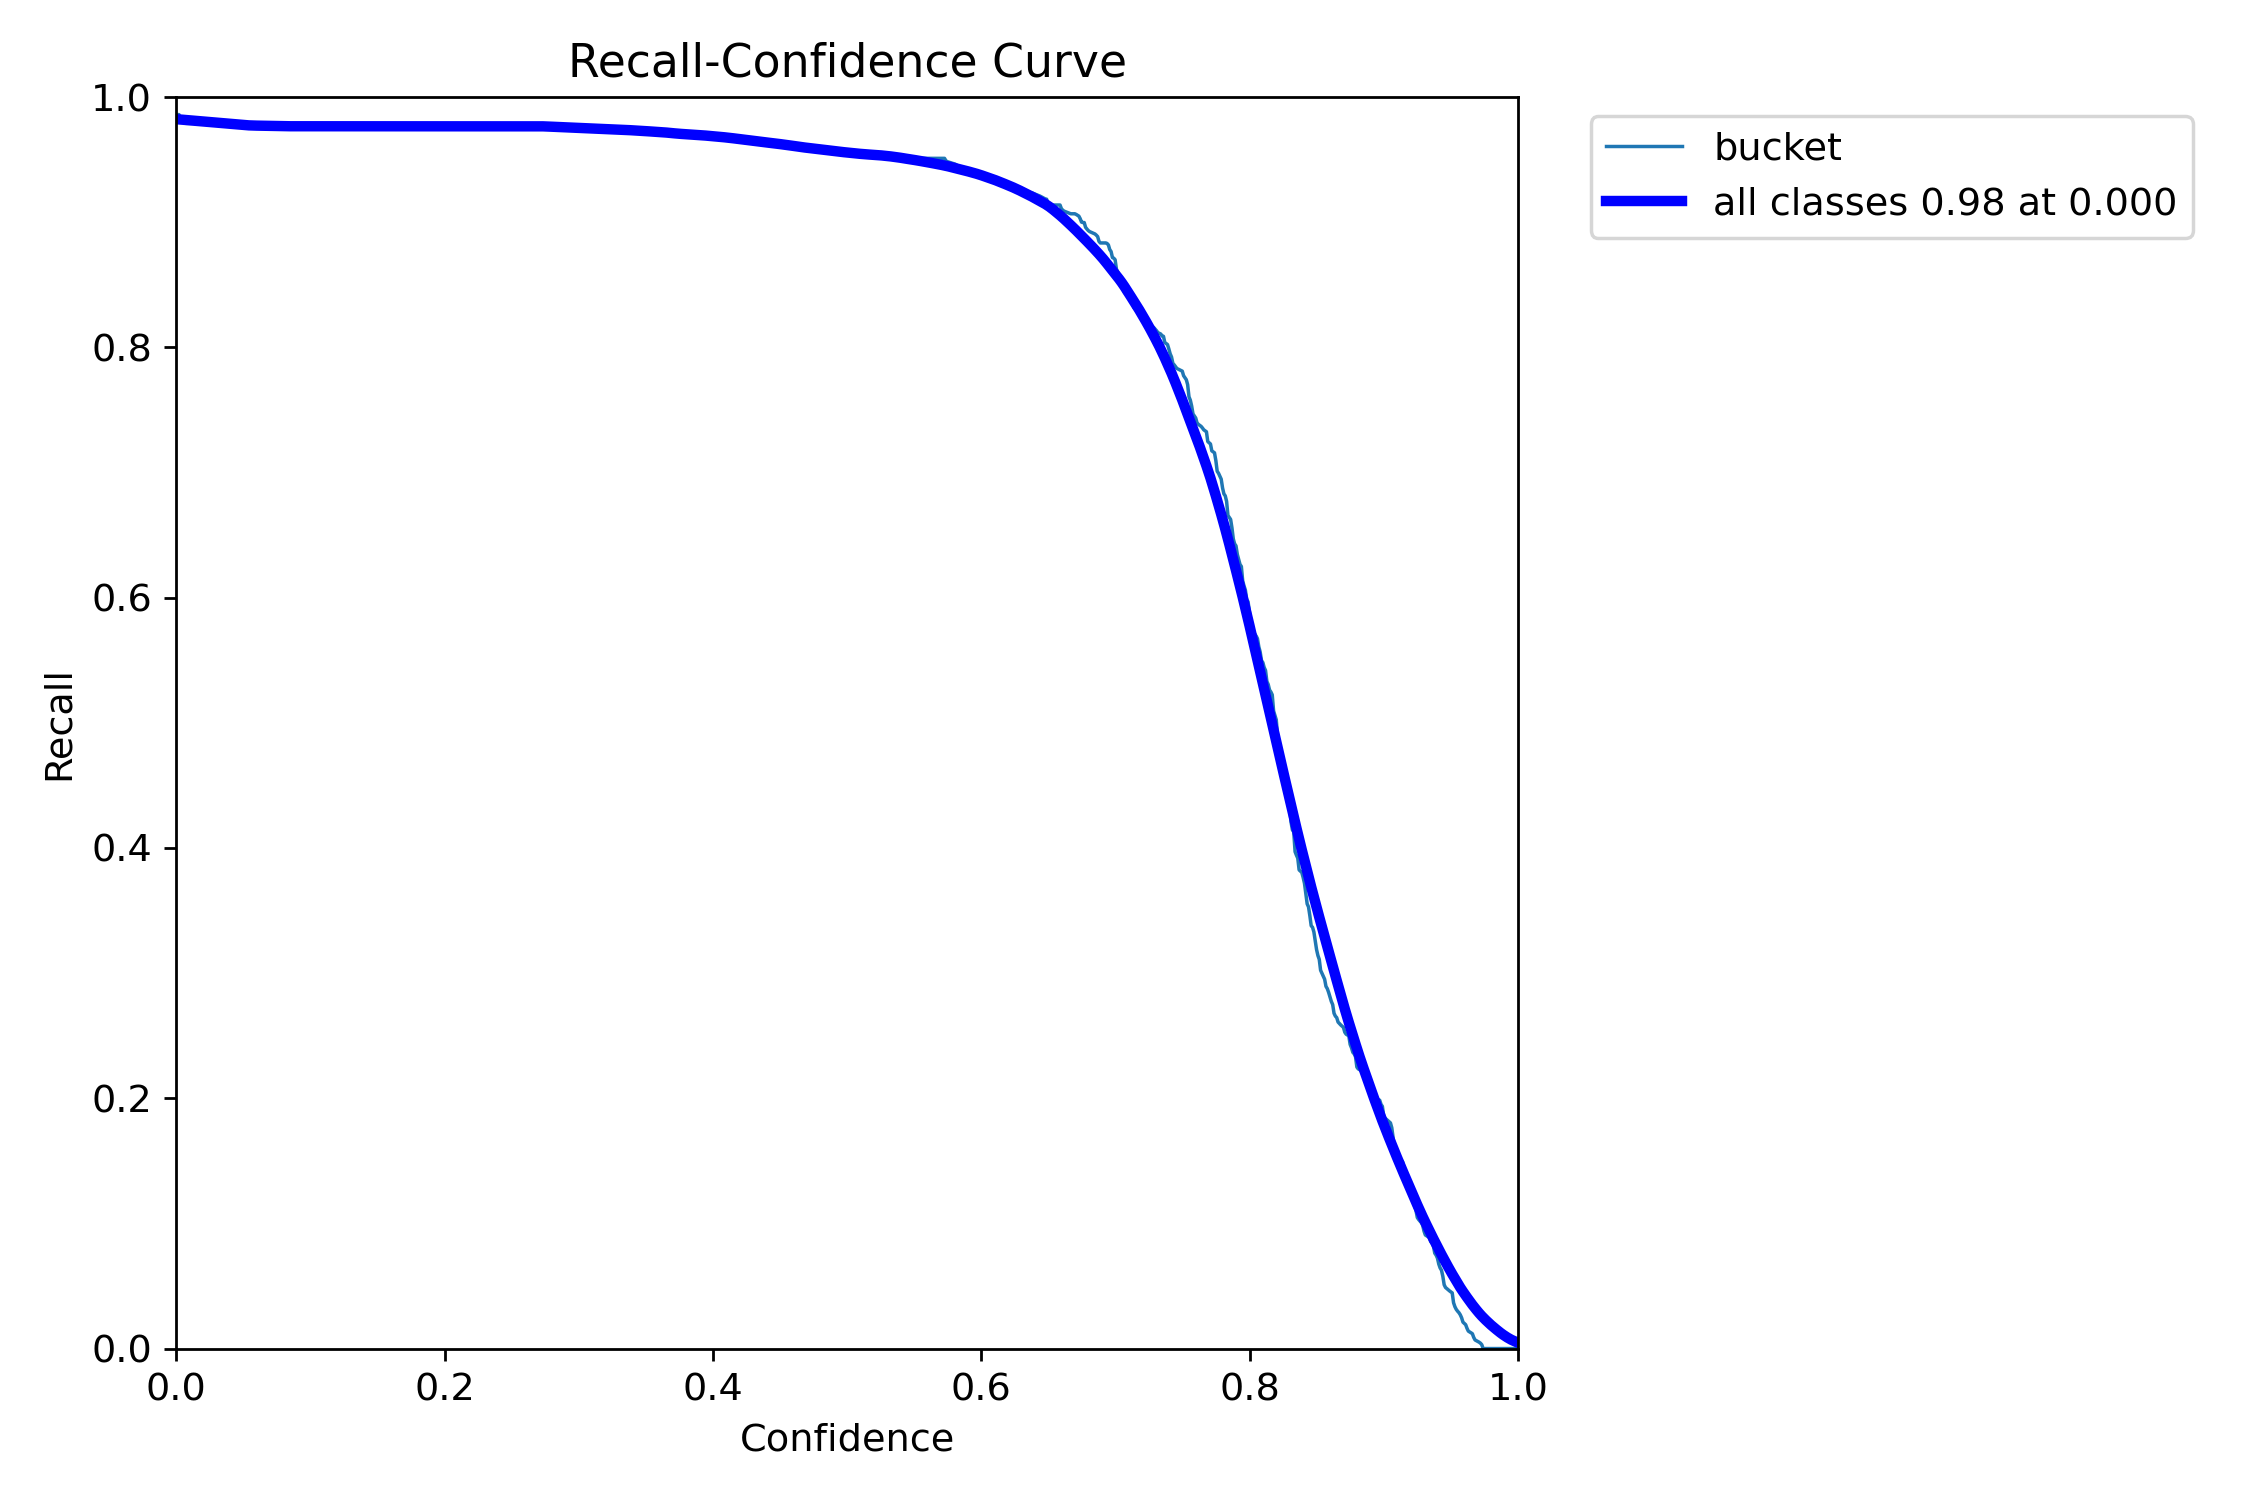 Recall-Confidence Curve
bucket
all classes 0.98 at 0.000
1.0
0.8
0.6
0.4
0.2
0.0
Recall
0.0 0.2 0.4 0.6 0.8 1.0
Confidence